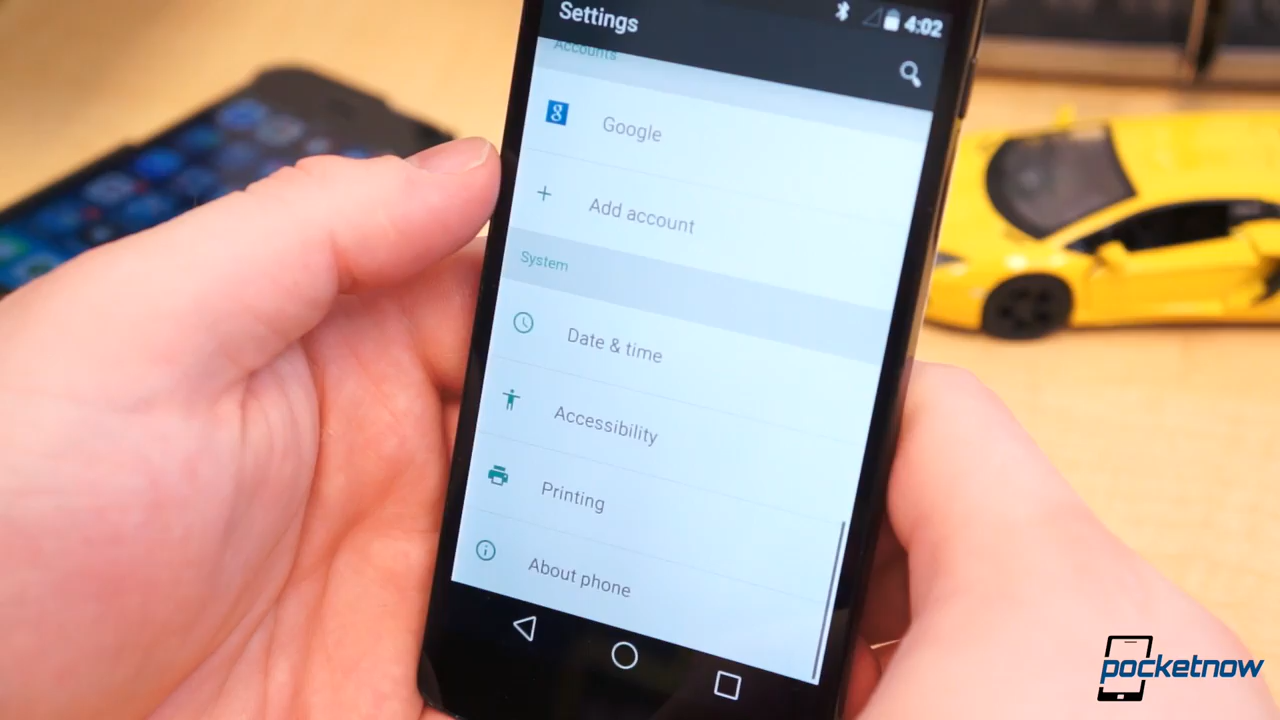 Settings
4:02
Accounts
Google
Add account
System
Date & time
Accessibility
Printing
About phone
pocketnow